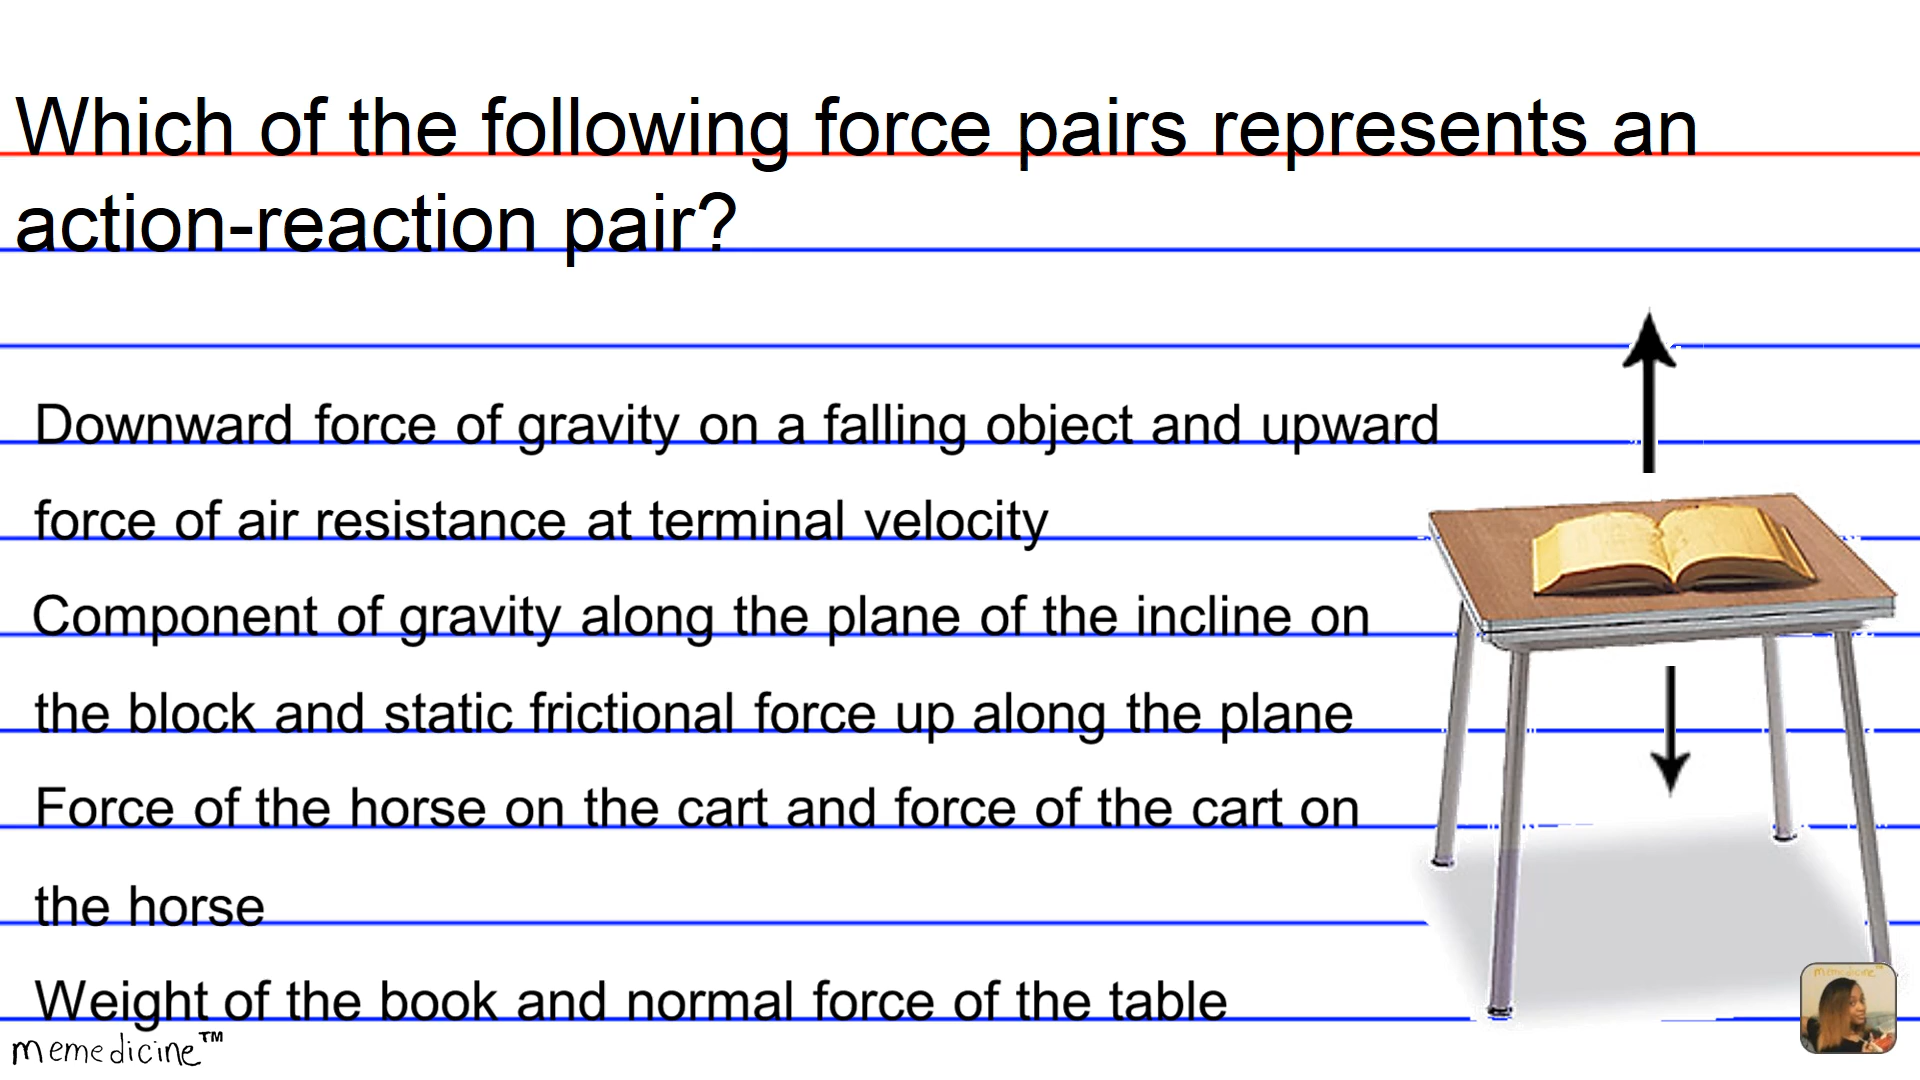 Which of the following force pairs represents an
action-reaction pair?
Downward force of gravity on a falling object and upward
force of air resistance at terminal velocity
Component of gravity along the plane of the incline on
the block and static frictional force up along the plane
Force of the horse on the cart and force of the cart on
the horse
Weight of the book and normal force of the table
memedicine™
memedicine™